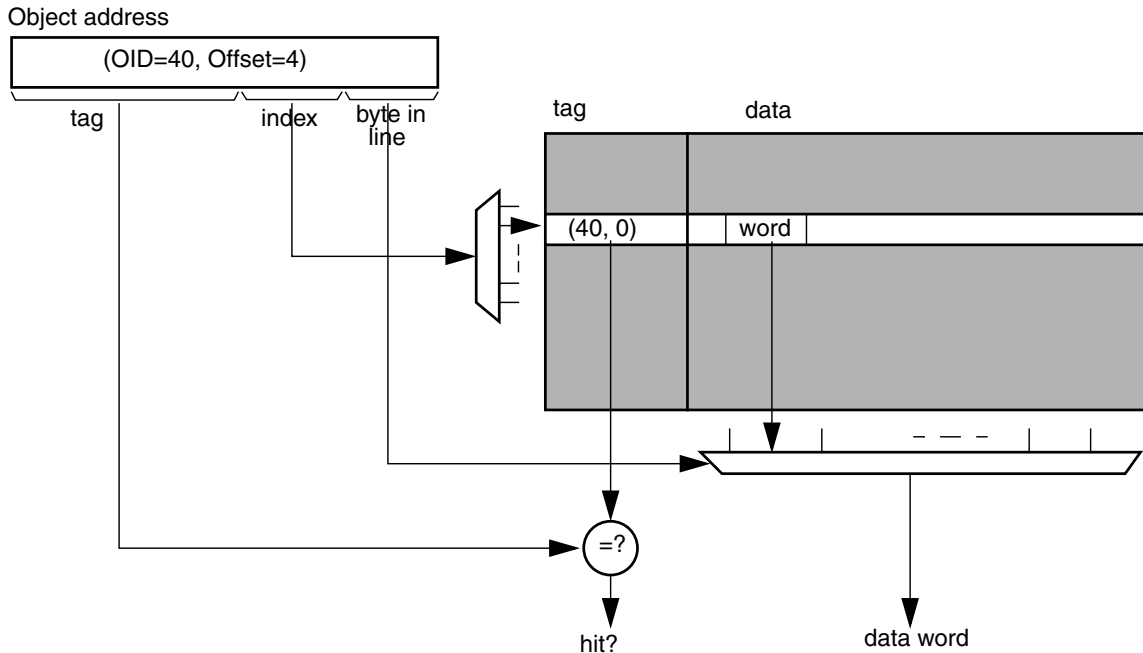 Object address
(OID=40, Offset=4)
tag
index
byte in
line
tag
data
(40, 0)
word
=?
hit?
data word